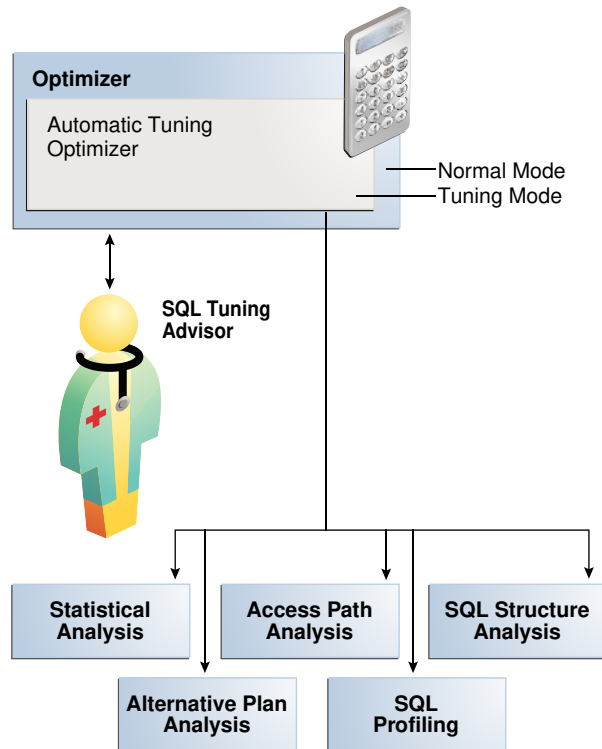 Optimizer
Automatic Tuning
Optimizer
Normal Mode
Tuning Mode
SQL Tuning
Advisor
Statistical
Analysis
Access Path
Analysis
SQL Structure
Analysis
Alternative Plan
Analysis
SQL
Profiling